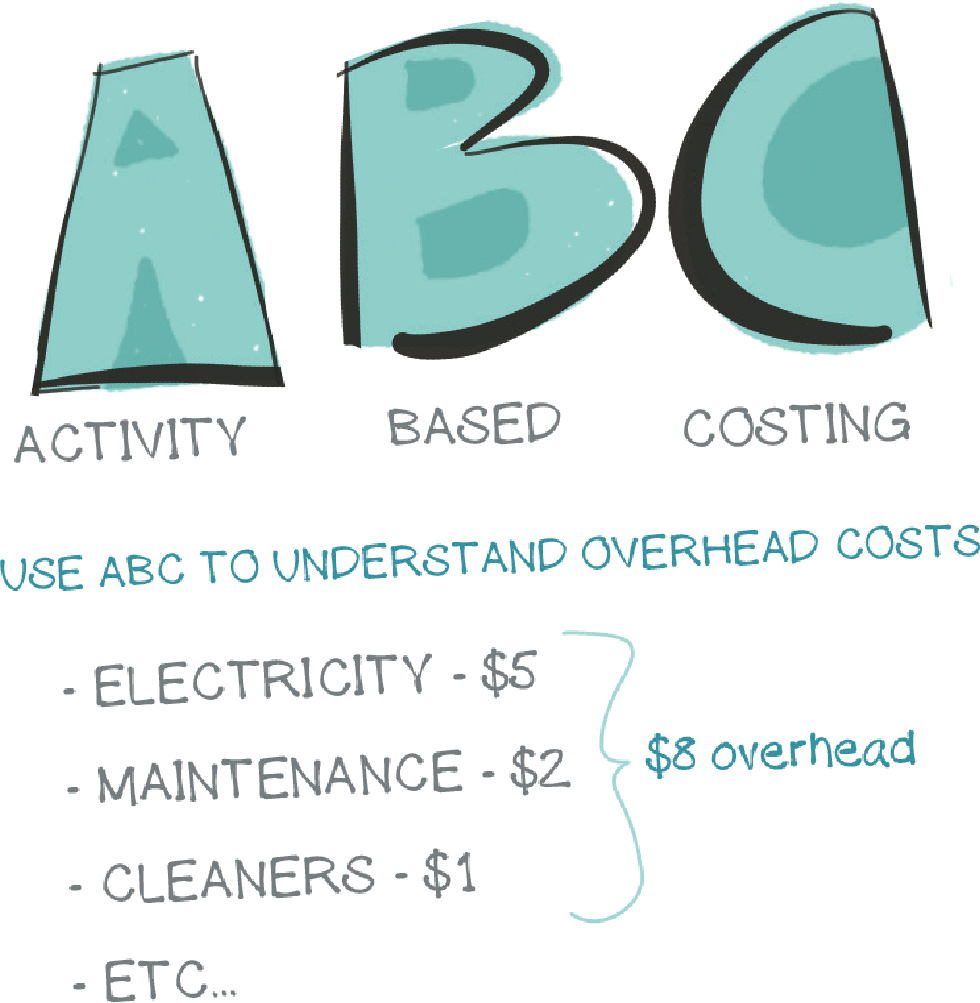 ABC
ACTIVITY BASED COSTING
USE ABC TO UNDERSTAND OVERHEAD COSTS
- ELECTRICITY - $5
- MAINTENANCE - $2
$8 overhead
- CLEANERS - $1
- ETC...